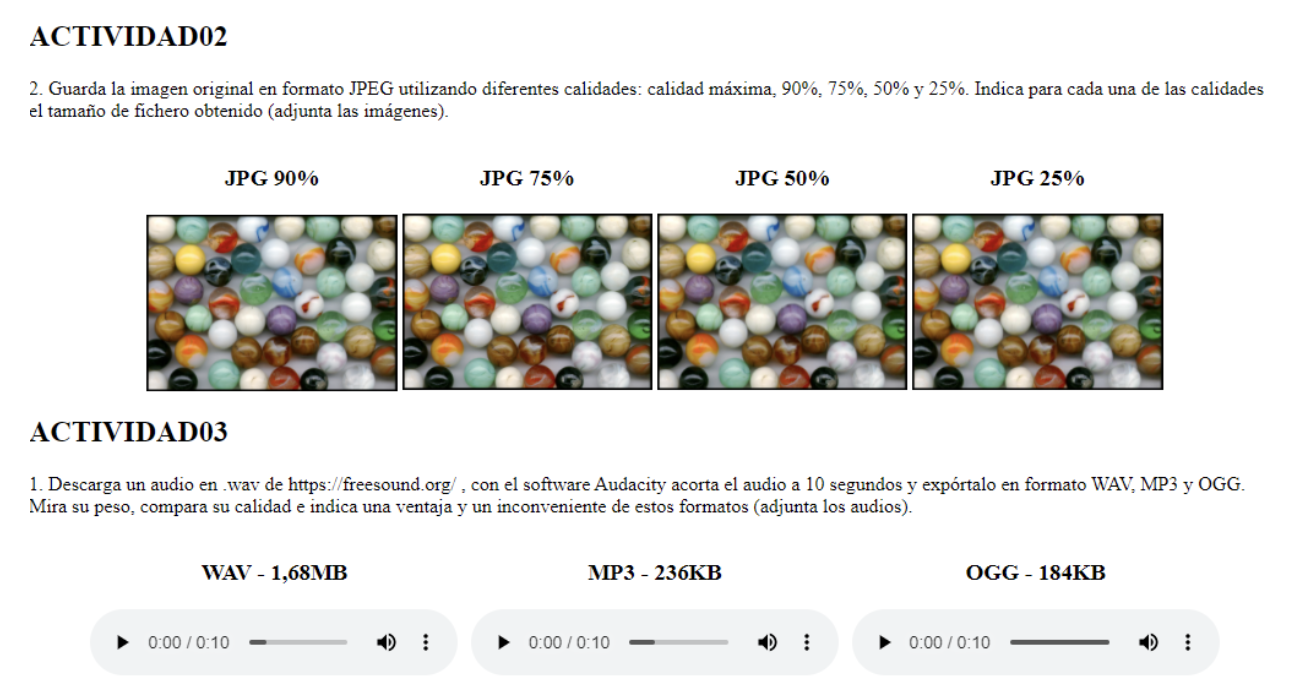 ACTIVIDAD02
2. Guarda la imagen original en formato JPEG utilizando diferentes calidades: calidad máxima, 90%, 75%, 50% y 25%. Indica para cada una de las calidades
el tamaño de fichero obtenido (adjunta las imágenes).
JPG 90% JPG 75% JPG 50% JPG 25%
ACTIVIDAD03
1. Descarga un audio en .wav de https://freesound.org/ , con el software Audacity acorta el audio a 10 segundos y expórtalo en formato WAV, MP3 y OGG.
Mira su peso, compara su calidad e indica una ventaja y un inconveniente de estos formatos (adjunta los audios).
WAV - 1,68MB MP3 - 236KB OGG - 184KB
0:00 / 0:10 0:00 / 0:10 0:00 / 0:10